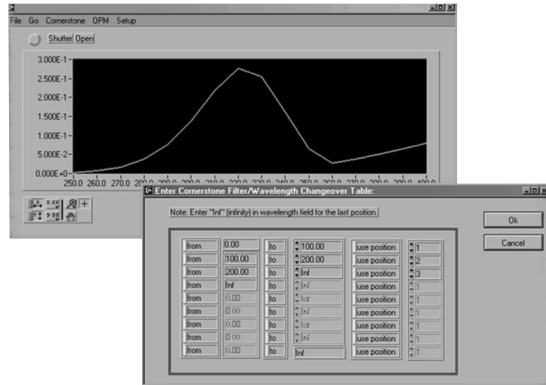 File Go Cornerstone OPM Setup
Shutter Open
3.000E-1
2.500E-1
2.000E-1
1.500E-1
1.000E-1
5.000E-2
0.000E+0
250.0 260.0 270.0
Enter Cornerstone Filter/Wavelength Changeover Table:
Note: Enter "Inf" (infinity) in wavelength field for the last position.
Ok
Cancel
from 0.00 to 100.00 use position 1
from 100.00 to 200.00 use position 2
from 200.00 to Inf use position 3
from Inf to Inf use position 1
from 0.00 to Inf use position 1
from 0.00 to Inf use position 1
from 0.00 to Inf use position 1
from 0.00 to Inf use position 1
from 0.00 to Inf use position 1